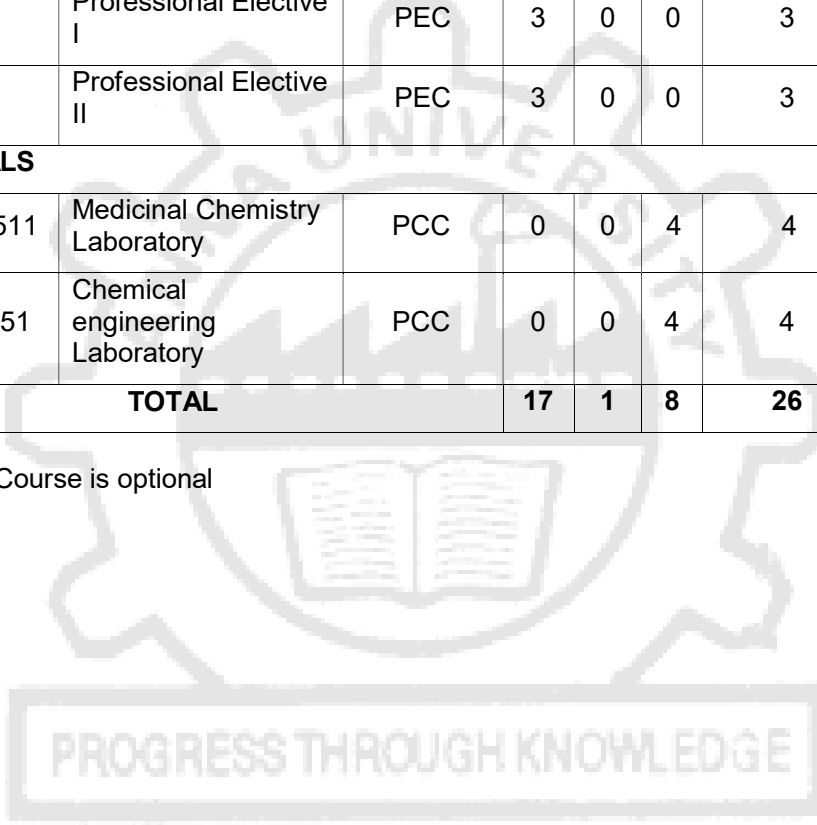 Professional Elective
I
PEC 3 0 0 3
Professional Elective
II
PEC 3 0 0 3
LS
511 Medicinal Chemistry
Laboratory
PCC 0 0 4 4
51 Chemical
engineering
Laboratory
PCC 0 0 4 4
TOTAL 17 1 8 26
Course is optional
ANNA UNIVERSITY
PROGRESS THROUGH KNOWLEDGE